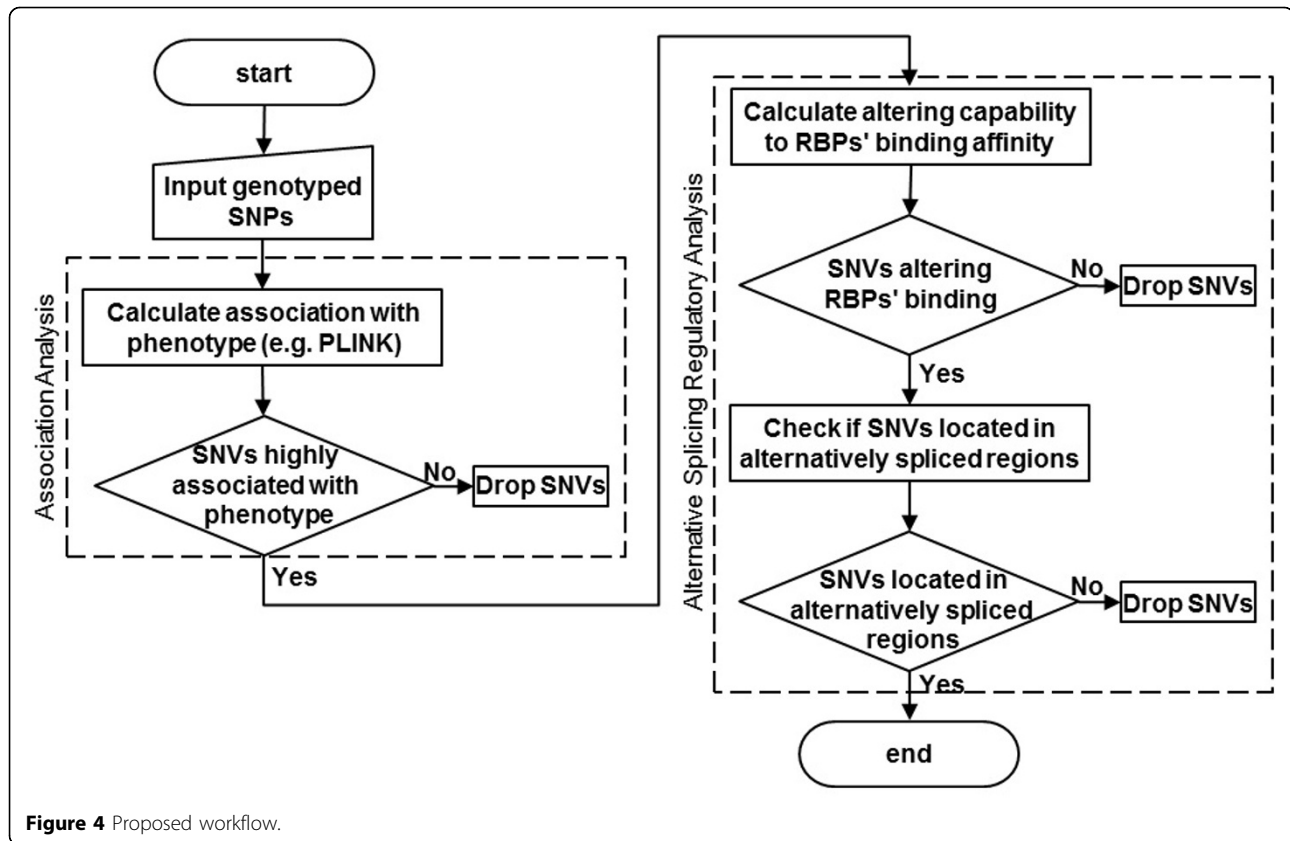 start
Input genotyped
SNPs
Association Analysis
Calculate association with
phenotype (e.g. PLINK)
SNVs highly
associated with
phenotype
No
Drop SNVs
Yes
Alternative Splicing Regulatory Analysis
Calculate altering capability
to RBPs' binding affinity
SNVs altering
RBPs' binding
No
Drop SNVs
Yes
Check if SNVs located in
alternatively spliced regions
SNVs located in
alternatively spliced
regions
No
Drop SNVs
Yes
end
Figure 4 Proposed workflow.